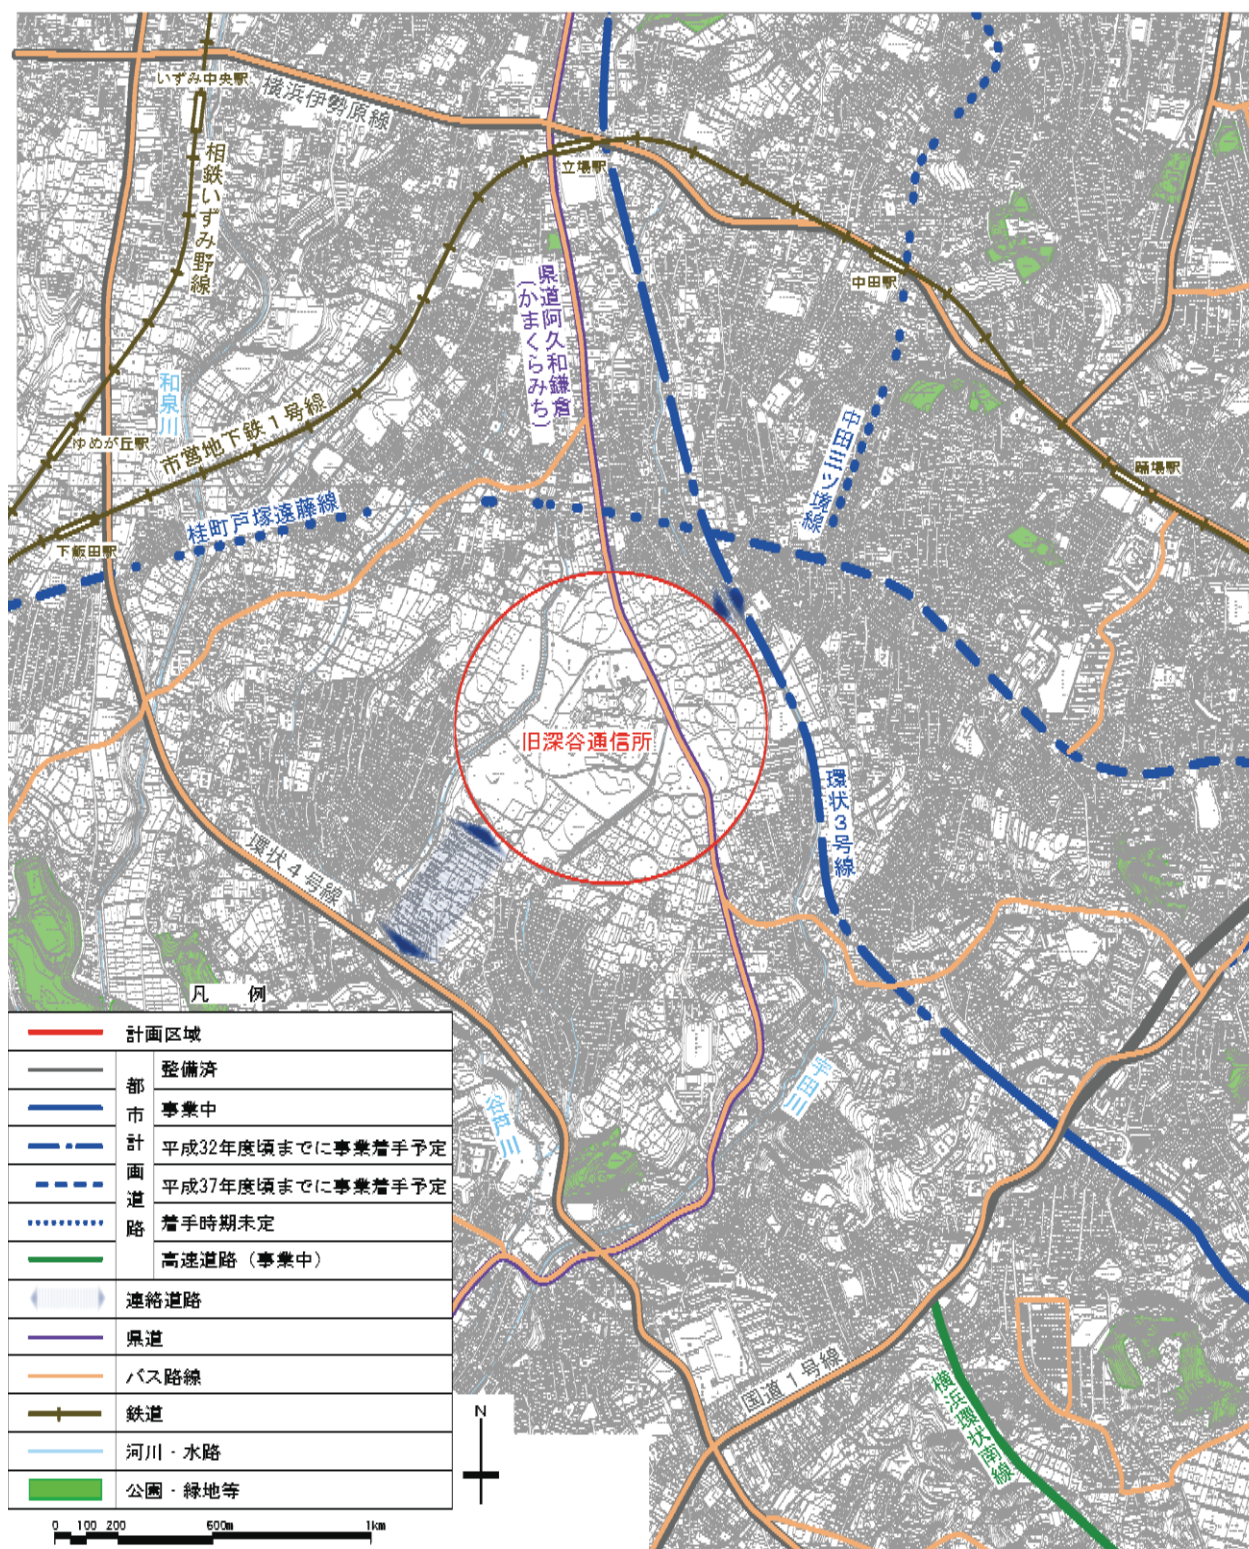 いずみ中央駅
横浜伊勢原線
相鉄いずみ野線
立場駅
県道阿久和鎌倉
(かまくらみち)
中田駅
和泉川
ゆめが丘駅
市営地下鉄1号線
中田三ツ境線
踊場駅
桂町戸塚遠藤線
下飯田駅
旧深谷通信所
環状3号線
環状4号線
宇田川
谷戸川
国道1号線
横浜環状南線
凡 例
計画区域
都市計画道路
整備済
事業中
平成32年度頃までに事業着手予定
平成37年度頃までに事業着手予定
着手時期未定
高速道路(事業中)
連絡道路
県道
バス路線
鉄道
河川・水路
公園・緑地等
N
0 100 200 600m 1km